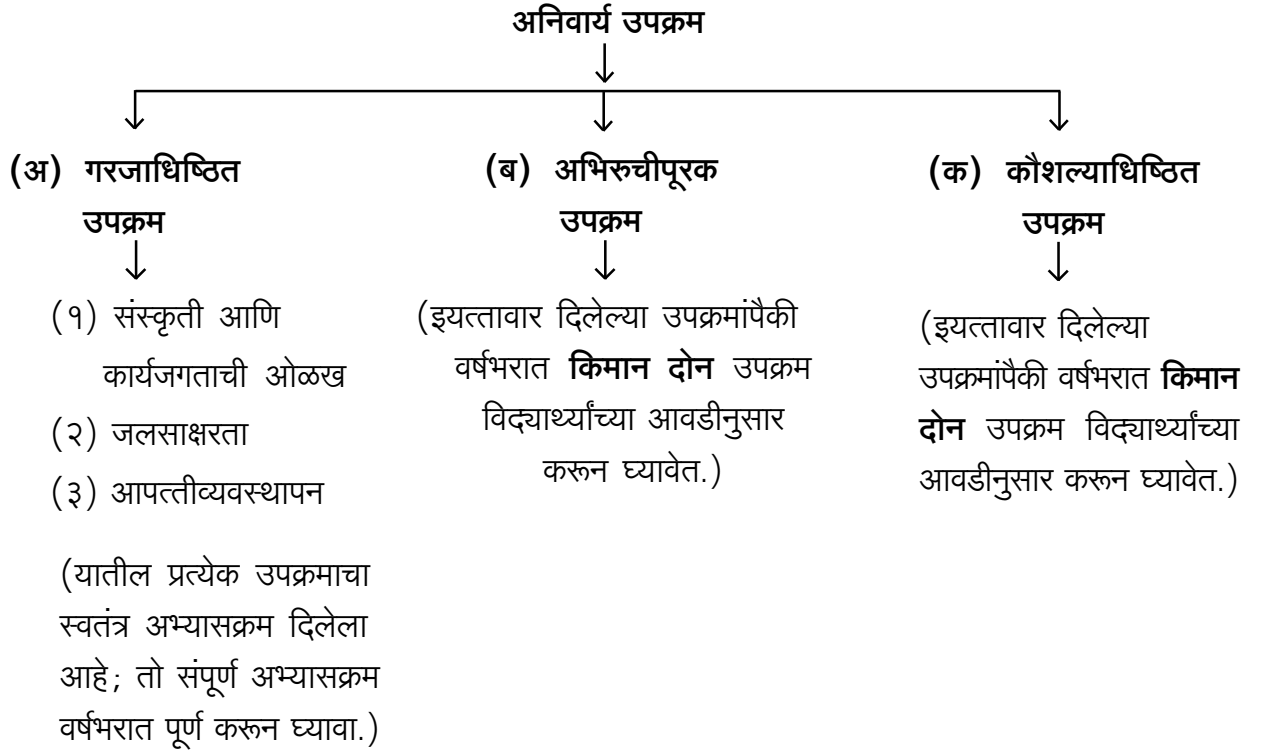 अनिवार्य उपक्रम
(अ) गरजाधिष्ठित
उपक्रम
(१) संस्कृती आणि
कार्यजगताची ओळख
(२) जलसाक्षरता
(३) आपत्तीव्यवस्थापन
(यातील प्रत्येक उपक्रमाचा
स्वतंत्र अभ्यासक्रम दिलेला
आहे; तो संपूर्ण अभ्यासक्रम
वर्षभरात पूर्ण करून घ्यावा.)
(ब) अभिरुचीपूरक
उपक्रम
(इयत्तावार दिलेल्या उपक्रमांपैकी
वर्षभरात किमान दोन उपक्रम
विद्यार्थ्यांच्या आवडीनुसार
करून घ्यावेत.)
(क) कौशल्याधिष्ठित
उपक्रम
(इयत्तावार दिलेल्या
उपक्रमांपैकी वर्षभरात किमान
दोन उपक्रम विद्यार्थ्यांच्या
आवडीनुसार करून घ्यावेत.)